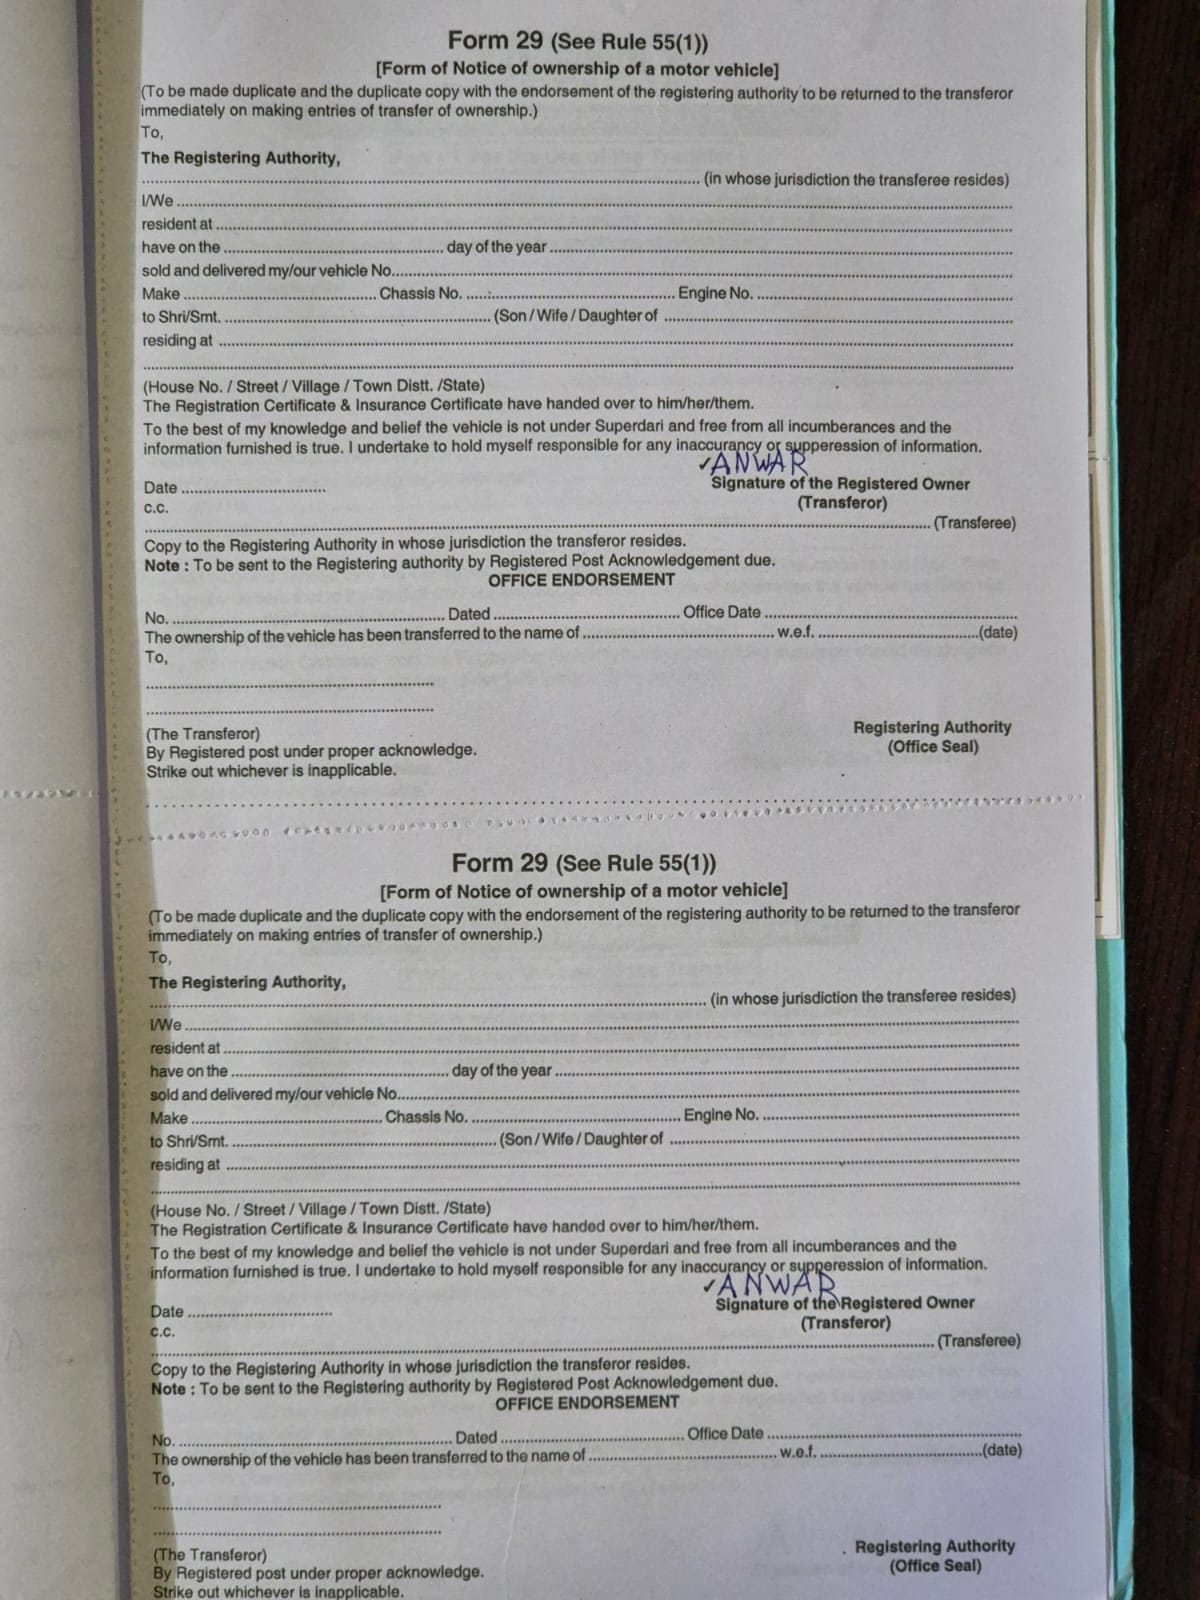 Form 29 (See Rule 55(1))
[Form of Notice of ownership of a motor vehicle]
(To be made duplicate and the duplicate copy with the endorsement of the registering authority to be returned to the transferor
immediately on making entries of transfer of ownership.)
To,
The Registering Authority,
.......................................................... (in whose jurisdiction the transferee resides)
I/We ..........................................................
resident at ..........................................................
have on the .............................. day of the year ..............................
sold and delivered my/our vehicle No..........................................................
Make .............................. Chassis No. .............................. Engine No. ..............................
to Shri/Smt. .............................. (Son / Wife / Daughter of ..............................
residing at ..........................................................
..........................................................
(House No. / Street / Village / Town Distt. /State)
The Registration Certificate & Insurance Certificate have handed over to him/her/them.
To the best of my knowledge and belief the vehicle is not under Superdari and free from all incumberances and the
information furnished is true. I undertake to hold myself responsible for any inaccurancy or supperession of information.
✓ANWAR
Date .............................. Signature of the Registered Owner
c.c. (Transferor)
.......................................................... (Transferee)
Copy to the Registering Authority in whose jurisdiction the transferor resides.
Note : To be sent to the Registering authority by Registered Post Acknowledgement due.
OFFICE ENDORSEMENT
No. .............................. Dated .............................. Office Date ..............................
The ownership of the vehicle has been transferred to the name of .............................. w.e.f. ..............................(date)
To,
..............................
..............................
(The Transferor) Registering Authority
By Registered post under proper acknowledge. (Office Seal)
Strike out whichever is inapplicable.
Form 29 (See Rule 55(1))
[Form of Notice of ownership of a motor vehicle]
(To be made duplicate and the duplicate copy with the endorsement of the registering authority to be returned to the transferor
immediately on making entries of transfer of ownership.)
To,
The Registering Authority,
.......................................................... (in whose jurisdiction the transferee resides)
I/We ..........................................................
resident at ..........................................................
have on the .............................. day of the year ..............................
sold and delivered my/our vehicle No..........................................................
Make .............................. Chassis No. .............................. Engine No. ..............................
to Shri/Smt. .............................. (Son / Wife / Daughter of ..............................
residing at ..........................................................
..........................................................
(House No. / Street / Village / Town Distt. /State)
The Registration Certificate & Insurance Certificate have handed over to him/her/them.
To the best of my knowledge and belief the vehicle is not under Superdari and free from all incumberances and the
information furnished is true. I undertake to hold myself responsible for any inaccurancy or supperession of information.
✓ANWAR
Date .............................. Signature of the Registered Owner
c.c. (Transferor)
.......................................................... (Transferee)
Copy to the Registering Authority in whose jurisdiction the transferor resides.
Note : To be sent to the Registering authority by Registered Post Acknowledgement due.
OFFICE ENDORSEMENT
No. .............................. Dated .............................. Office Date ..............................
The ownership of the vehicle has been transferred to the name of .............................. w.e.f. ..............................(date)
To,
..............................
..............................
(The Transferor) Registering Authority
By Registered post under proper acknowledge. (Office Seal)
Strike out whichever is inapplicable.